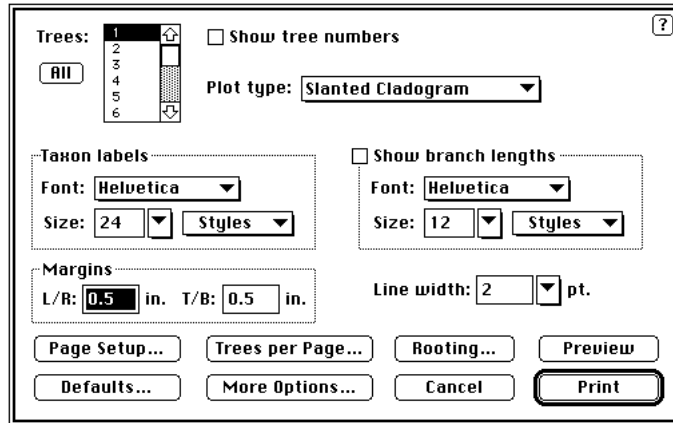 Trees:
1
2
3
4
5
6
All
Show tree numbers
?
Plot type: Slanted Cladogram
Taxon labels
Font: Helvetica
Size: 24 Styles
Show branch lengths
Font: Helvetica
Size: 12 Styles
Margins
L/R: 0.5 in. T/B: 0.5 in.
Line width: 2 pt.
Page Setup... Trees per Page... Rooting... Preview
Defaults... More Options... Cancel Print